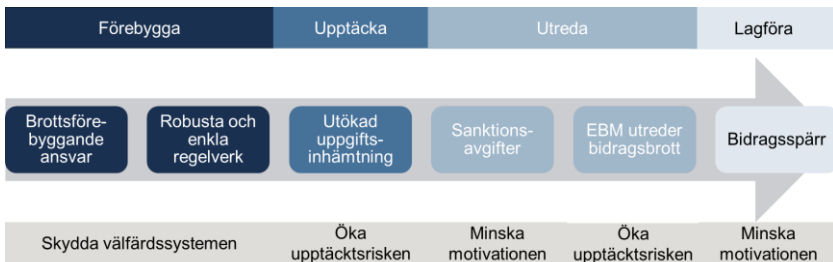 Förebygga
Upptäcka
Utreda
Lagföra
Brottsföre-
byggande
ansvar
Robusta och
enkla
regelverk
Utökad
uppgifts-
inhämtning
Sanktions-
avgifter
EBM utreder
bidragsbrott
Bidragsspärr
Skydda välfärdssystemen
Öka
upptäcktsrisken
Minska
motivationen
Öka
upptäcktsrisken
Minska
motivationen